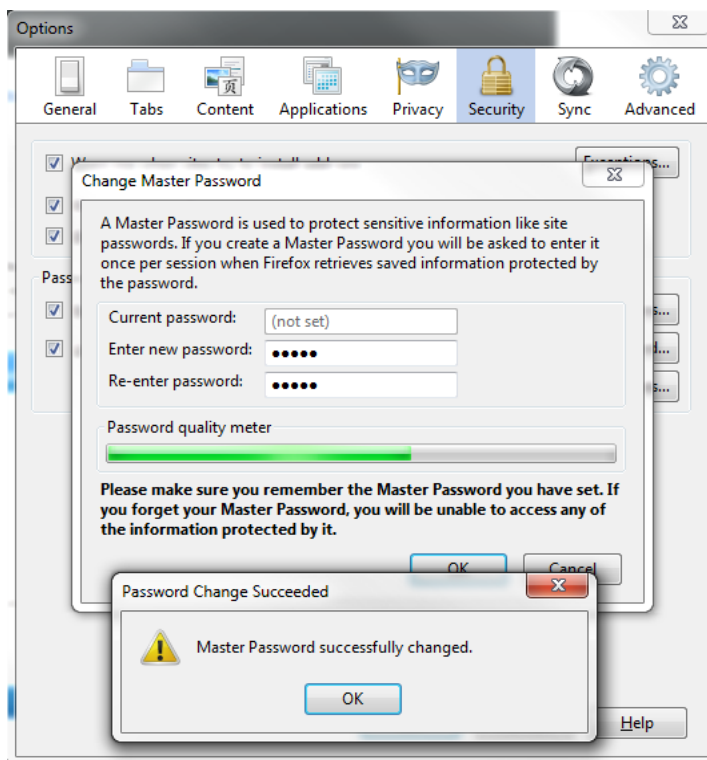 Options
General Tabs Content Applications Privacy Security Sync Advanced
Change Master Password
A Master Password is used to protect sensitive information like site
passwords. If you create a Master Password you will be asked to enter it
once per session when Firefox retrieves saved information protected by
the password.
Current password: (not set)
Enter new password: •••••
Re-enter password: •••••
Password quality meter
Please make sure you remember the Master Password you have set. If
you forget your Master Password, you will be unable to access any of
the information protected by it.
OK Cancel
Password Change Succeeded
Master Password successfully changed.
OK
Help